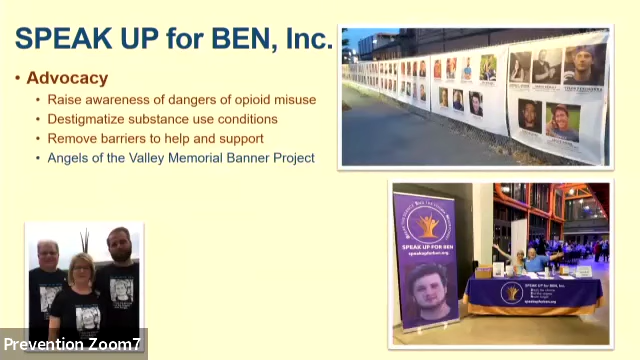 SPEAK UP for BEN, Inc.
• Advocacy
• Raise awareness of dangers of opioid misuse
• Destigmatize substance use conditions
• Remove barriers to help and support
• Angels of the Valley Memorial Banner Project
SPEAK UP FOR BEN
speakupforben.org
SPEAK UP for BEN, Inc.
Prevention Zoom7